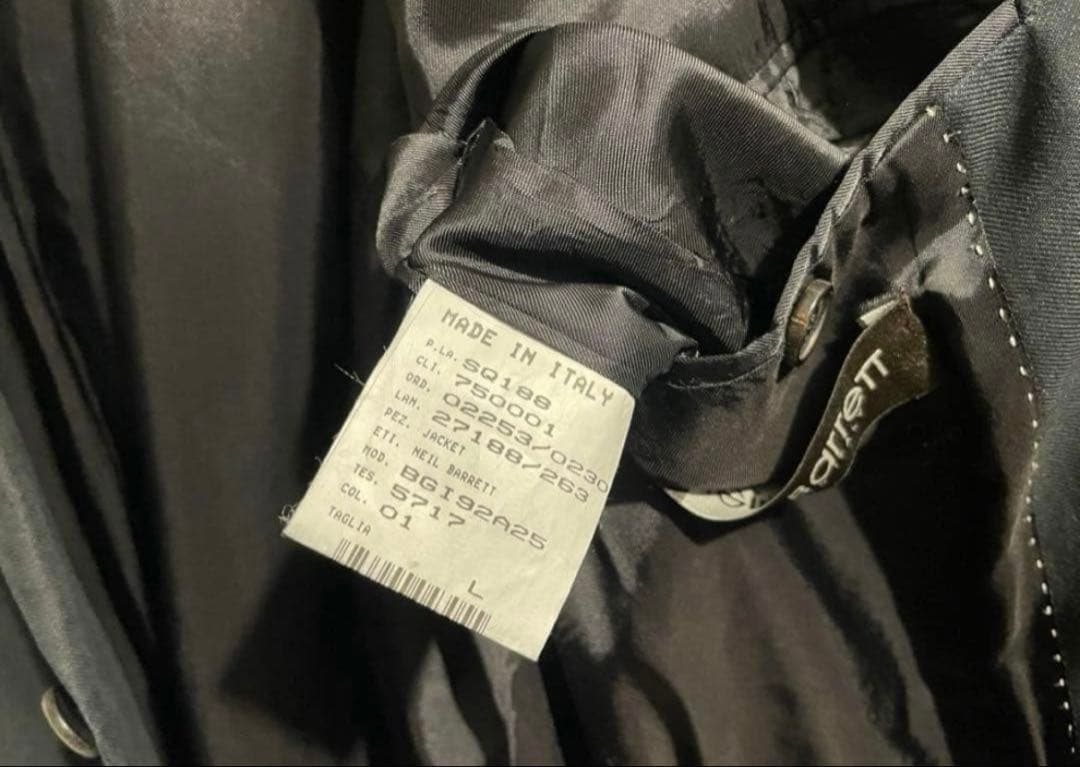 MADE IN ITALY
P.LA. SQ188
CLI. 750001
ORD. 02253/0230
LAM. 27188/263
PEZ. JACKET
ETI. NEIL BARRETT
MOD. BGI92A25
TES. 5717
COL. 01
TAGLIA L